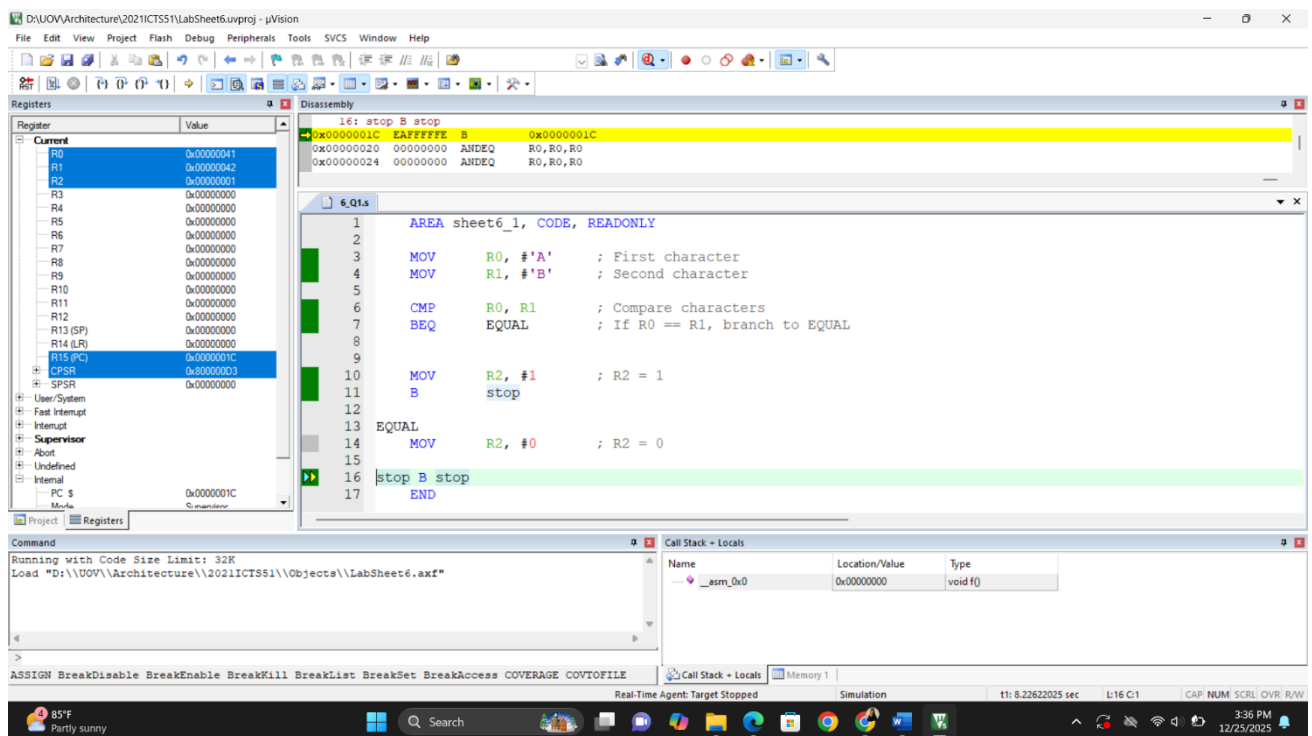 D:\UOV\Architecture\2021ICTS51\LabSheet6.uvproj - µVision
File Edit View Project Flash Debug Peripherals Tools SVCS Window Help
Registers
Register Value
Current
R0 0x00000041
R1 0x00000042
R2 0x00000001
R3 0x00000000
R4 0x00000000
R5 0x00000000
R6 0x00000000
R7 0x00000000
R8 0x00000000
R9 0x00000000
R10 0x00000000
R11 0x00000000
R12 0x00000000
R13 (SP) 0x00000000
R14 (LR) 0x00000000
R15 (PC) 0x0000001C
CPSR 0x800000D3
SPSR 0x00000000
User/System
Fast Interrupt
Interrupt
Supervisor
Abort
Undefined
Internal
PC $ 0x0000001C
Mode Supervisor
Project Registers
Disassembly
16: stop B stop
0x0000001C EAFFFFFE B 0x0000001C
0x00000020 00000000 ANDEQ R0,R0,R0
0x00000024 00000000 ANDEQ R0,R0,R0
6_Q1.s
1 AREA sheet6_1, CODE, READONLY
2
3 MOV R0, #'A' ; First character
4 MOV R1, #'B' ; Second character
5
6 CMP R0, R1 ; Compare characters
7 BEQ EQUAL ; If R0 == R1, branch to EQUAL
8
9
10 MOV R2, #1 ; R2 = 1
11 B stop
12
13 EQUAL
14 MOV R2, #0 ; R2 = 0
15
16 stop B stop
17 END
Command
Running with Code Size Limit: 32K
Load "D:\\UOV\\Architecture\\2021ICTS51\\Objects\\LabSheet6.axf"
>
ASSIGN BreakDisable BreakEnable BreakKill BreakList BreakSet BreakAccess COVERAGE COVTOFILE
Call Stack + Locals
Name Location/Value Type
__asm_0x0 0x00000000 void f()
Call Stack + Locals Memory 1
Real-Time Agent: Target Stopped Simulation t1: 8.22622025 sec L:16 C:1 CAP NUM SCRL OVR R/W
4
85°F
Partly sunny
Search
3:36 PM
12/25/2025